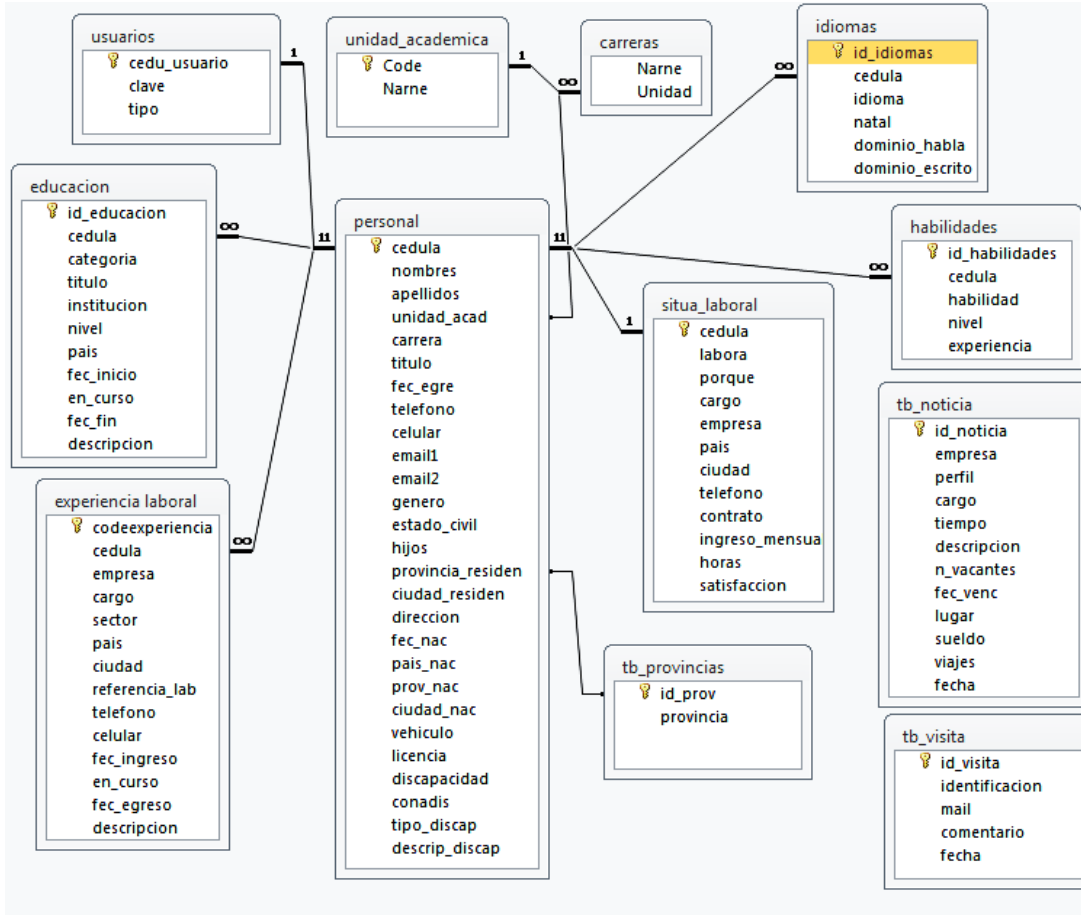 usuarios
cedu_usuario
clave
tipo
1
unidad_academica
Code
Narne
1
carreras
Narne
Unidad
∞
idiomas
id_idiomas
cedula
idioma
natal
dominio_habla
dominio_escrito
∞
educacion
id_educacion
cedula
categoria
titulo
institucion
nivel
pais
fec_inicio
en_curso
fec_fin
descripcion
∞
11
personal
cedula
nombres
apellidos
unidad_acad
carrera
titulo
fec_egre
telefono
celular
email1
email2
genero
estado_civil
hijos
provincia_residen
ciudad_residen
direccion
fec_nac
pais_nac
prov_nac
ciudad_nac
vehiculo
licencia
discapacidad
conadis
tipo_discap
descrip_discap
11
habilidades
id_habilidades
cedula
habilidad
nivel
experiencia
∞
situa_laboral
cedula
labora
porque
cargo
empresa
pais
ciudad
telefono
contrato
ingreso_mensua
horas
satisfaccion
1
experiencia laboral
codeexperiencia
cedula
empresa
cargo
sector
pais
ciudad
referencia_lab
telefono
celular
fec_ingreso
en_curso
fec_egreso
descripcion
∞
tb_noticia
id_noticia
empresa
perfil
cargo
tiempo
descripcion
n_vacantes
fec_venc
lugar
sueldo
viajes
fecha
tb_provincias
id_prov
provincia
tb_visita
id_visita
identificacion
mail
comentario
fecha